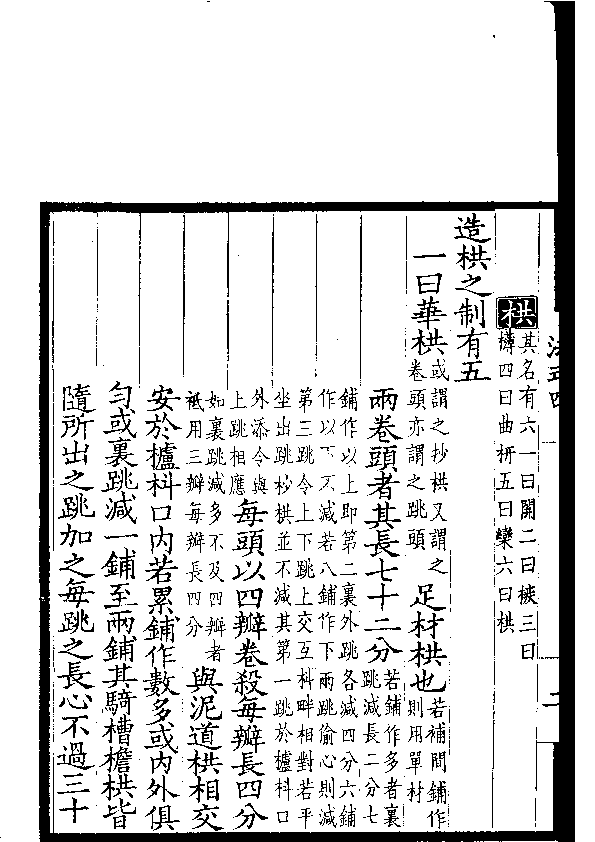 栱
其名有六一曰閞二曰槉三曰
欂四曰曲枅五曰欒六曰栱
造栱之制有五
一曰華栱
或謂之抄栱又謂之
卷頭亦謂之跳頭
足材栱也
若補間鋪作
則用單材
兩卷頭者其長七十二分
若鋪作多者裏
跳減長二分七
鋪作以上即第二裏外跳各減四分六鋪
作以下不減若八鋪作下兩跳偷心則減
第三跳令上下跳上交互枓畔相對若平
坐出跳杪栱並不減其第一跳於櫨枓口
外添令與
上跳相應
每頭以四瓣卷殺每瓣長四分
如裏跳減多不及四瓣者
祗用三瓣每瓣長四分
與泥道栱相交
安於櫨枓口內若累鋪作數多或內外俱
勻或裏跳減一鋪至兩鋪其騎槽檐栱皆
隨所出之跳加之每跳之長心不過三十